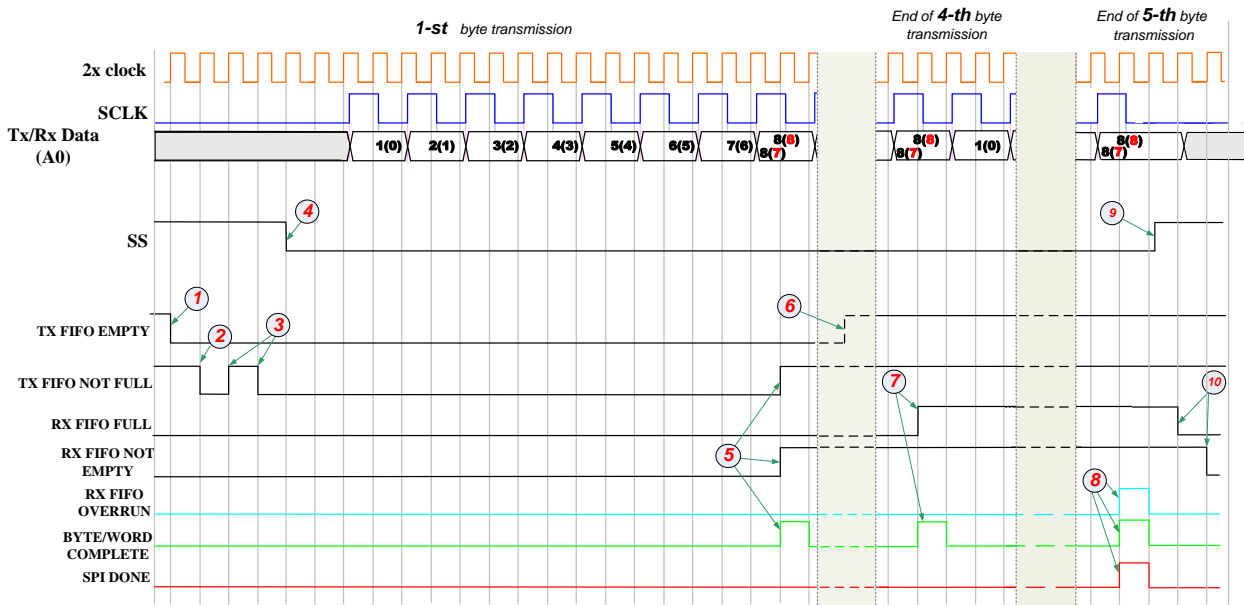 1-st byte transmission
End of 4-th byte
transmission
End of 5-th byte
transmission
2x clock
SCLK
Tx/Rx Data
(A0)
1(0) 2(1) 3(2) 4(3) 5(4) 6(5) 7(6) 8(8)
8(7)
8(8)
8(7)
1(0)
8(8)
8(7)
SS
4
9
1
TX FIFO EMPTY
6
2
3
TX FIFO NOT FULL
7
10
RX FIFO FULL
RX FIFO NOT
EMPTY
5
8
RX FIFO
OVERRUN
BYTE/WORD
COMPLETE
SPI DONE